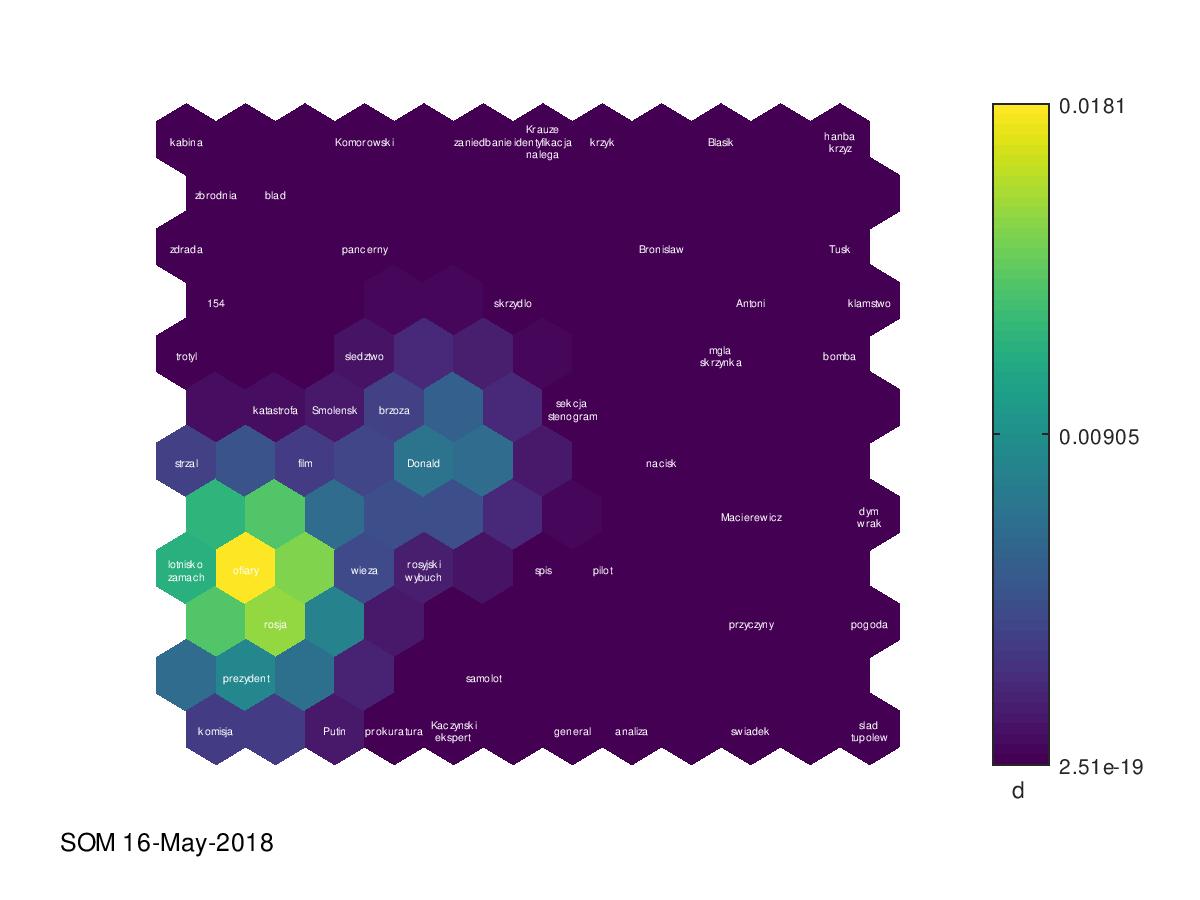 0.0181
Krauze
kabina Komorowski zaniedbanie identyfikacja krzyk Blasik hanba
nalega krzyz
zbrodnia blad
zdrada pancerny Bronislaw Tusk
154 skrzydlo Antoni klamstwo
trotyl sledztwo mgla bomba
skrzynka
katastrofa Smolensk brzoza sekcja
stenogram
0.00905
strzal film Donald nacisk
Macierewicz dym
wrak
lotnisko ofiary wieza rosyjski spis pilot
zamach wybuch
rosja przyczyny pogoda
prezydent samolot
komisja Putin prokuratura Kaczynski general analiza swiadek slad
ekspert tupolew
2.51e-19
d
SOM 16-May-2018